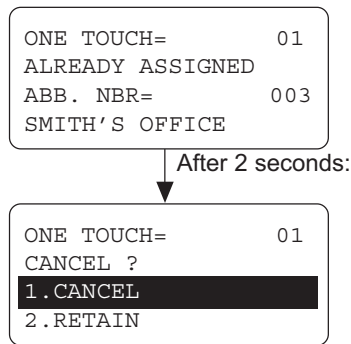 ONE TOUCH= 01
ALREADY ASSIGNED
ABB. NBR= 003
SMITH'S OFFICE
After 2 seconds:
ONE TOUCH= 01
CANCEL ?
1.CANCEL
2.RETAIN